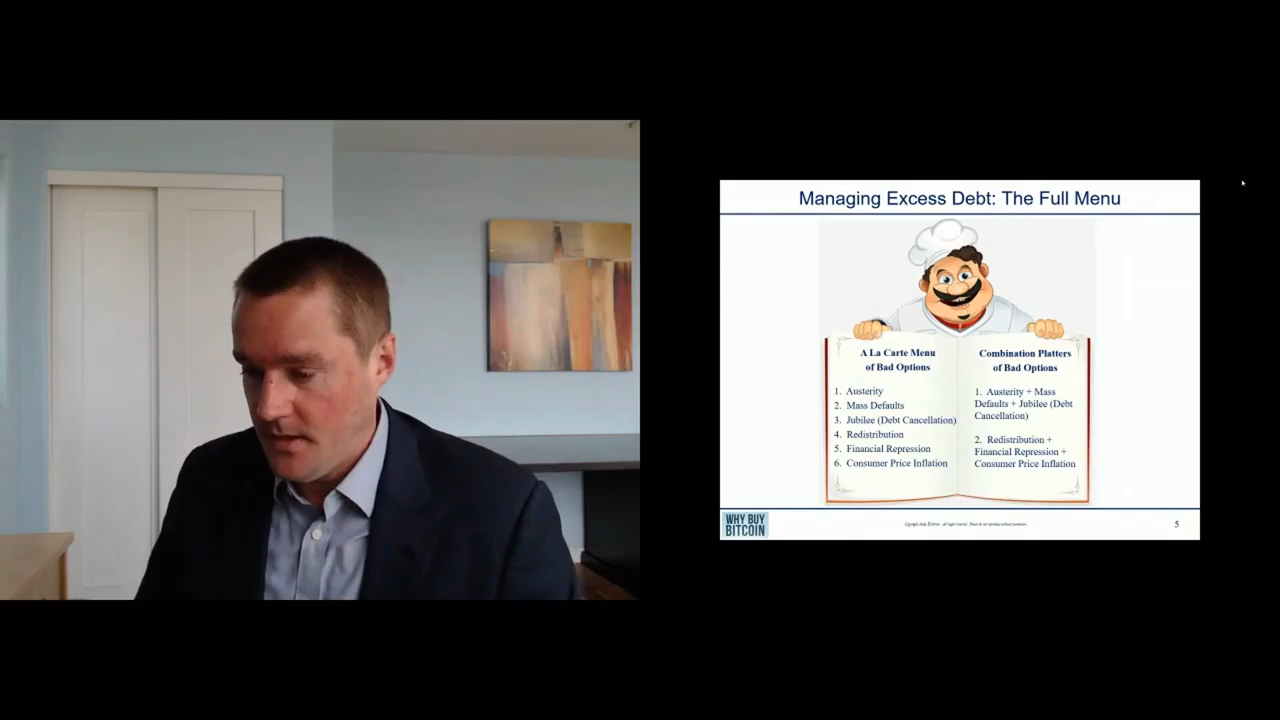 Managing Excess Debt: The Full Menu
A La Carte Menu
of Bad Options
1. Austerity
2. Mass Defaults
3. Jubilee (Debt Cancellation)
4. Redistribution
5. Financial Repression
6. Consumer Price Inflation
Combination Platters
of Bad Options
1. Austerity + Mass
Defaults + Jubilee (Debt
Cancellation)
2. Redistribution +
Financial Repression +
Consumer Price Inflation
WHY BUY
BITCOIN
5